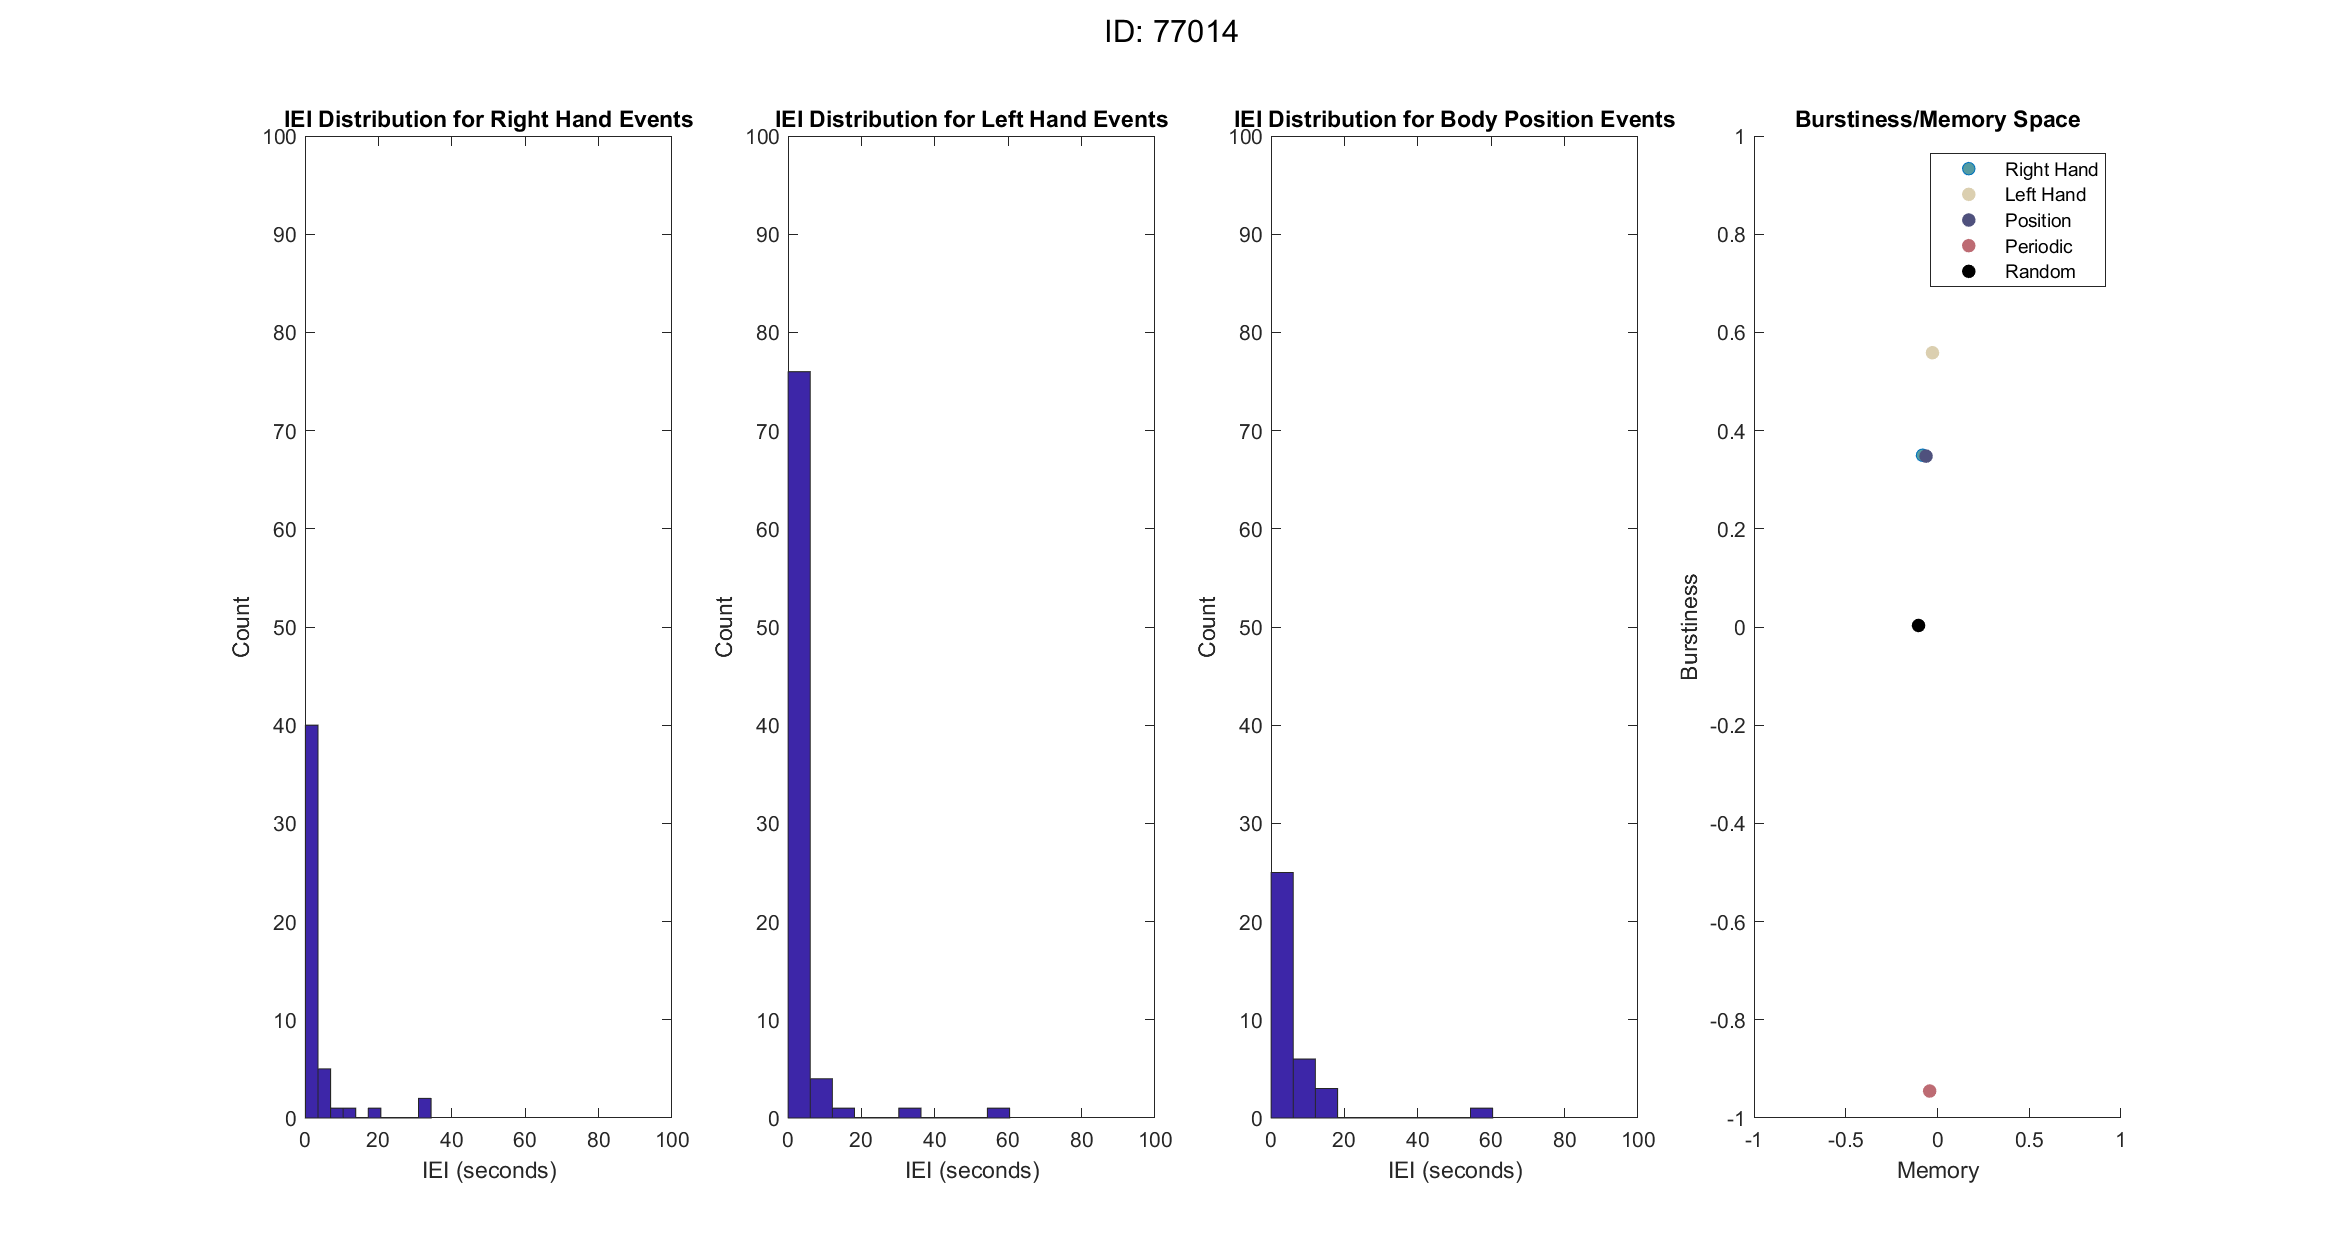 ID: 77014
IEI Distribution for Right Hand Events
100
90
80
70
60
50
40
30
20
10
0
Count
0 20 40 60 80 100
IEI (seconds)
IEI Distribution for Left Hand Events
100
90
80
70
60
50
40
30
20
10
0
Count
0 20 40 60 80 100
IEI (seconds)
IEI Distribution for Body Position Events
100
90
80
70
60
50
40
30
20
10
0
Count
0 20 40 60 80 100
IEI (seconds)
Burstiness/Memory Space
1
0.8
0.6
0.4
0.2
0
-0.2
-0.4
-0.6
-0.8
-1
Burstiness
Right Hand
Left Hand
Position
Periodic
Random
-1 -0.5 0 0.5 1
Memory